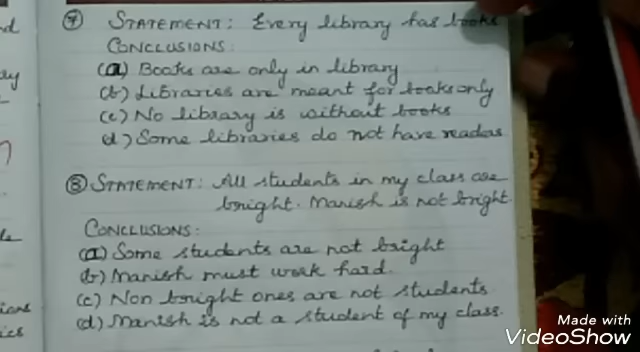 nd
⑦ STATEMENT: Every library has books
CONCLUSIONS:
(a) Books are only in library
(b) Libraries are meant for books only
(c) No library is without books
(d) Some libraries do not have readers
⑧ STATEMENT: All students in my class are
bright. Manish is not bright.
CONCLUSIONS:
(a) Some students are not bright
(b) Manish must work hard.
(c) Non bright ones are not students
(d) Manish is not a student of my class.
Made with
VideoShow